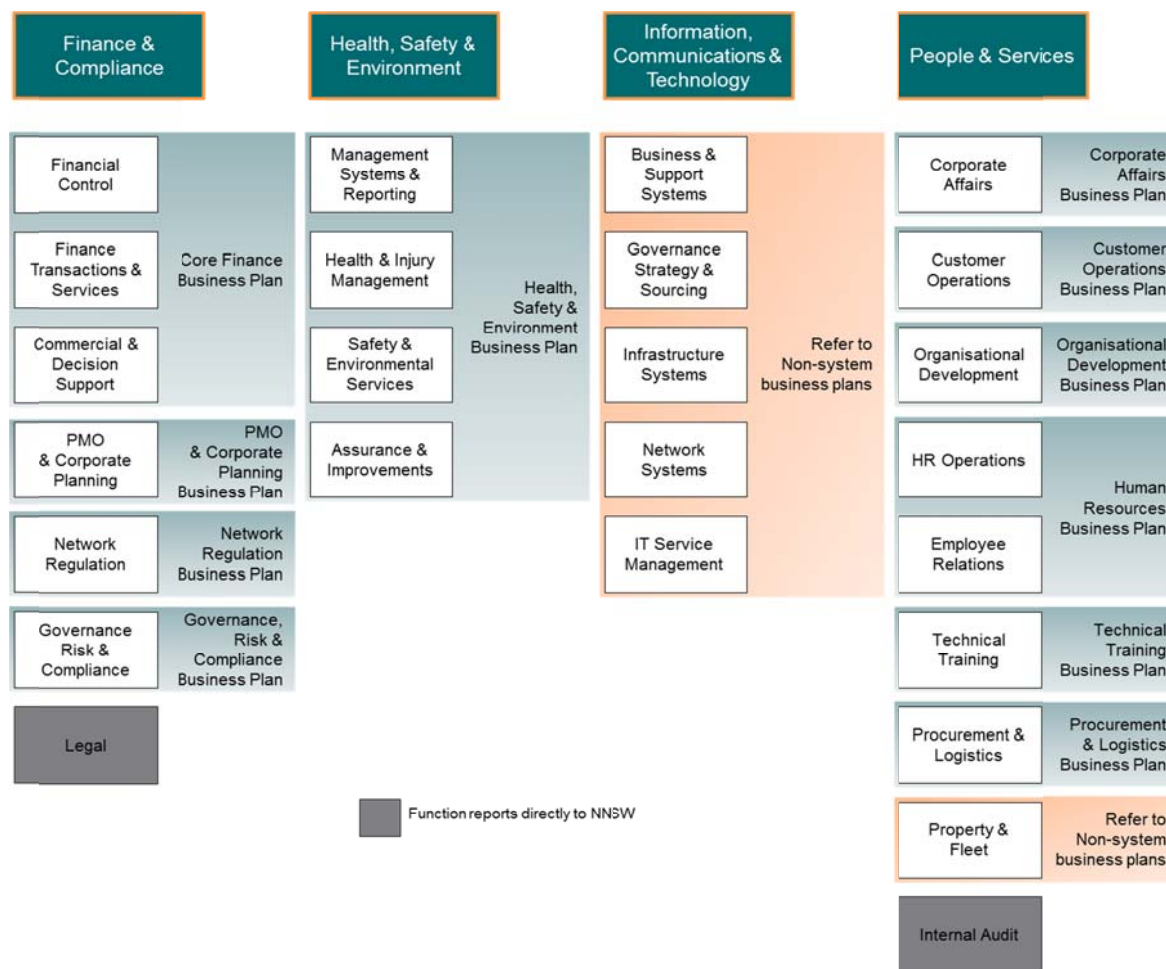 Finance &
Compliance
Health, Safety &
Environment
Information,
Communications &
Technology
People & Services
Financial
Control
Finance
Transactions &
Services
Commercial &
Decision
Support
Core Finance
Business Plan
PMO
& Corporate
Planning
PMO
& Corporate
Planning
Business Plan
Network
Regulation
Network
Regulation
Business Plan
Governance
Risk &
Compliance
Governance,
Risk &
Compliance
Business Plan
Legal
Management
Systems &
Reporting
Health & Injury
Management
Safety &
Environmental
Services
Assurance &
Improvements
Health,
Safety &
Environment
Business Plan
Business &
Support
Systems
Governance
Strategy &
Sourcing
Infrastructure
Systems
Network
Systems
IT Service
Management
Refer to
Non-system
business plans
Corporate
Affairs
Corporate
Affairs
Business Plan
Customer
Operations
Customer
Operations
Business Plan
Organisational
Development
Organisational
Development
Business Plan
HR Operations
Employee
Relations
Human
Resources
Business Plan
Technical
Training
Technical
Training
Business Plan
Procurement &
Logistics
Procurement
& Logistics
Business Plan
Property &
Fleet
Refer to
Non-system
business plans
Internal Audit
Function reports directly to NNSW